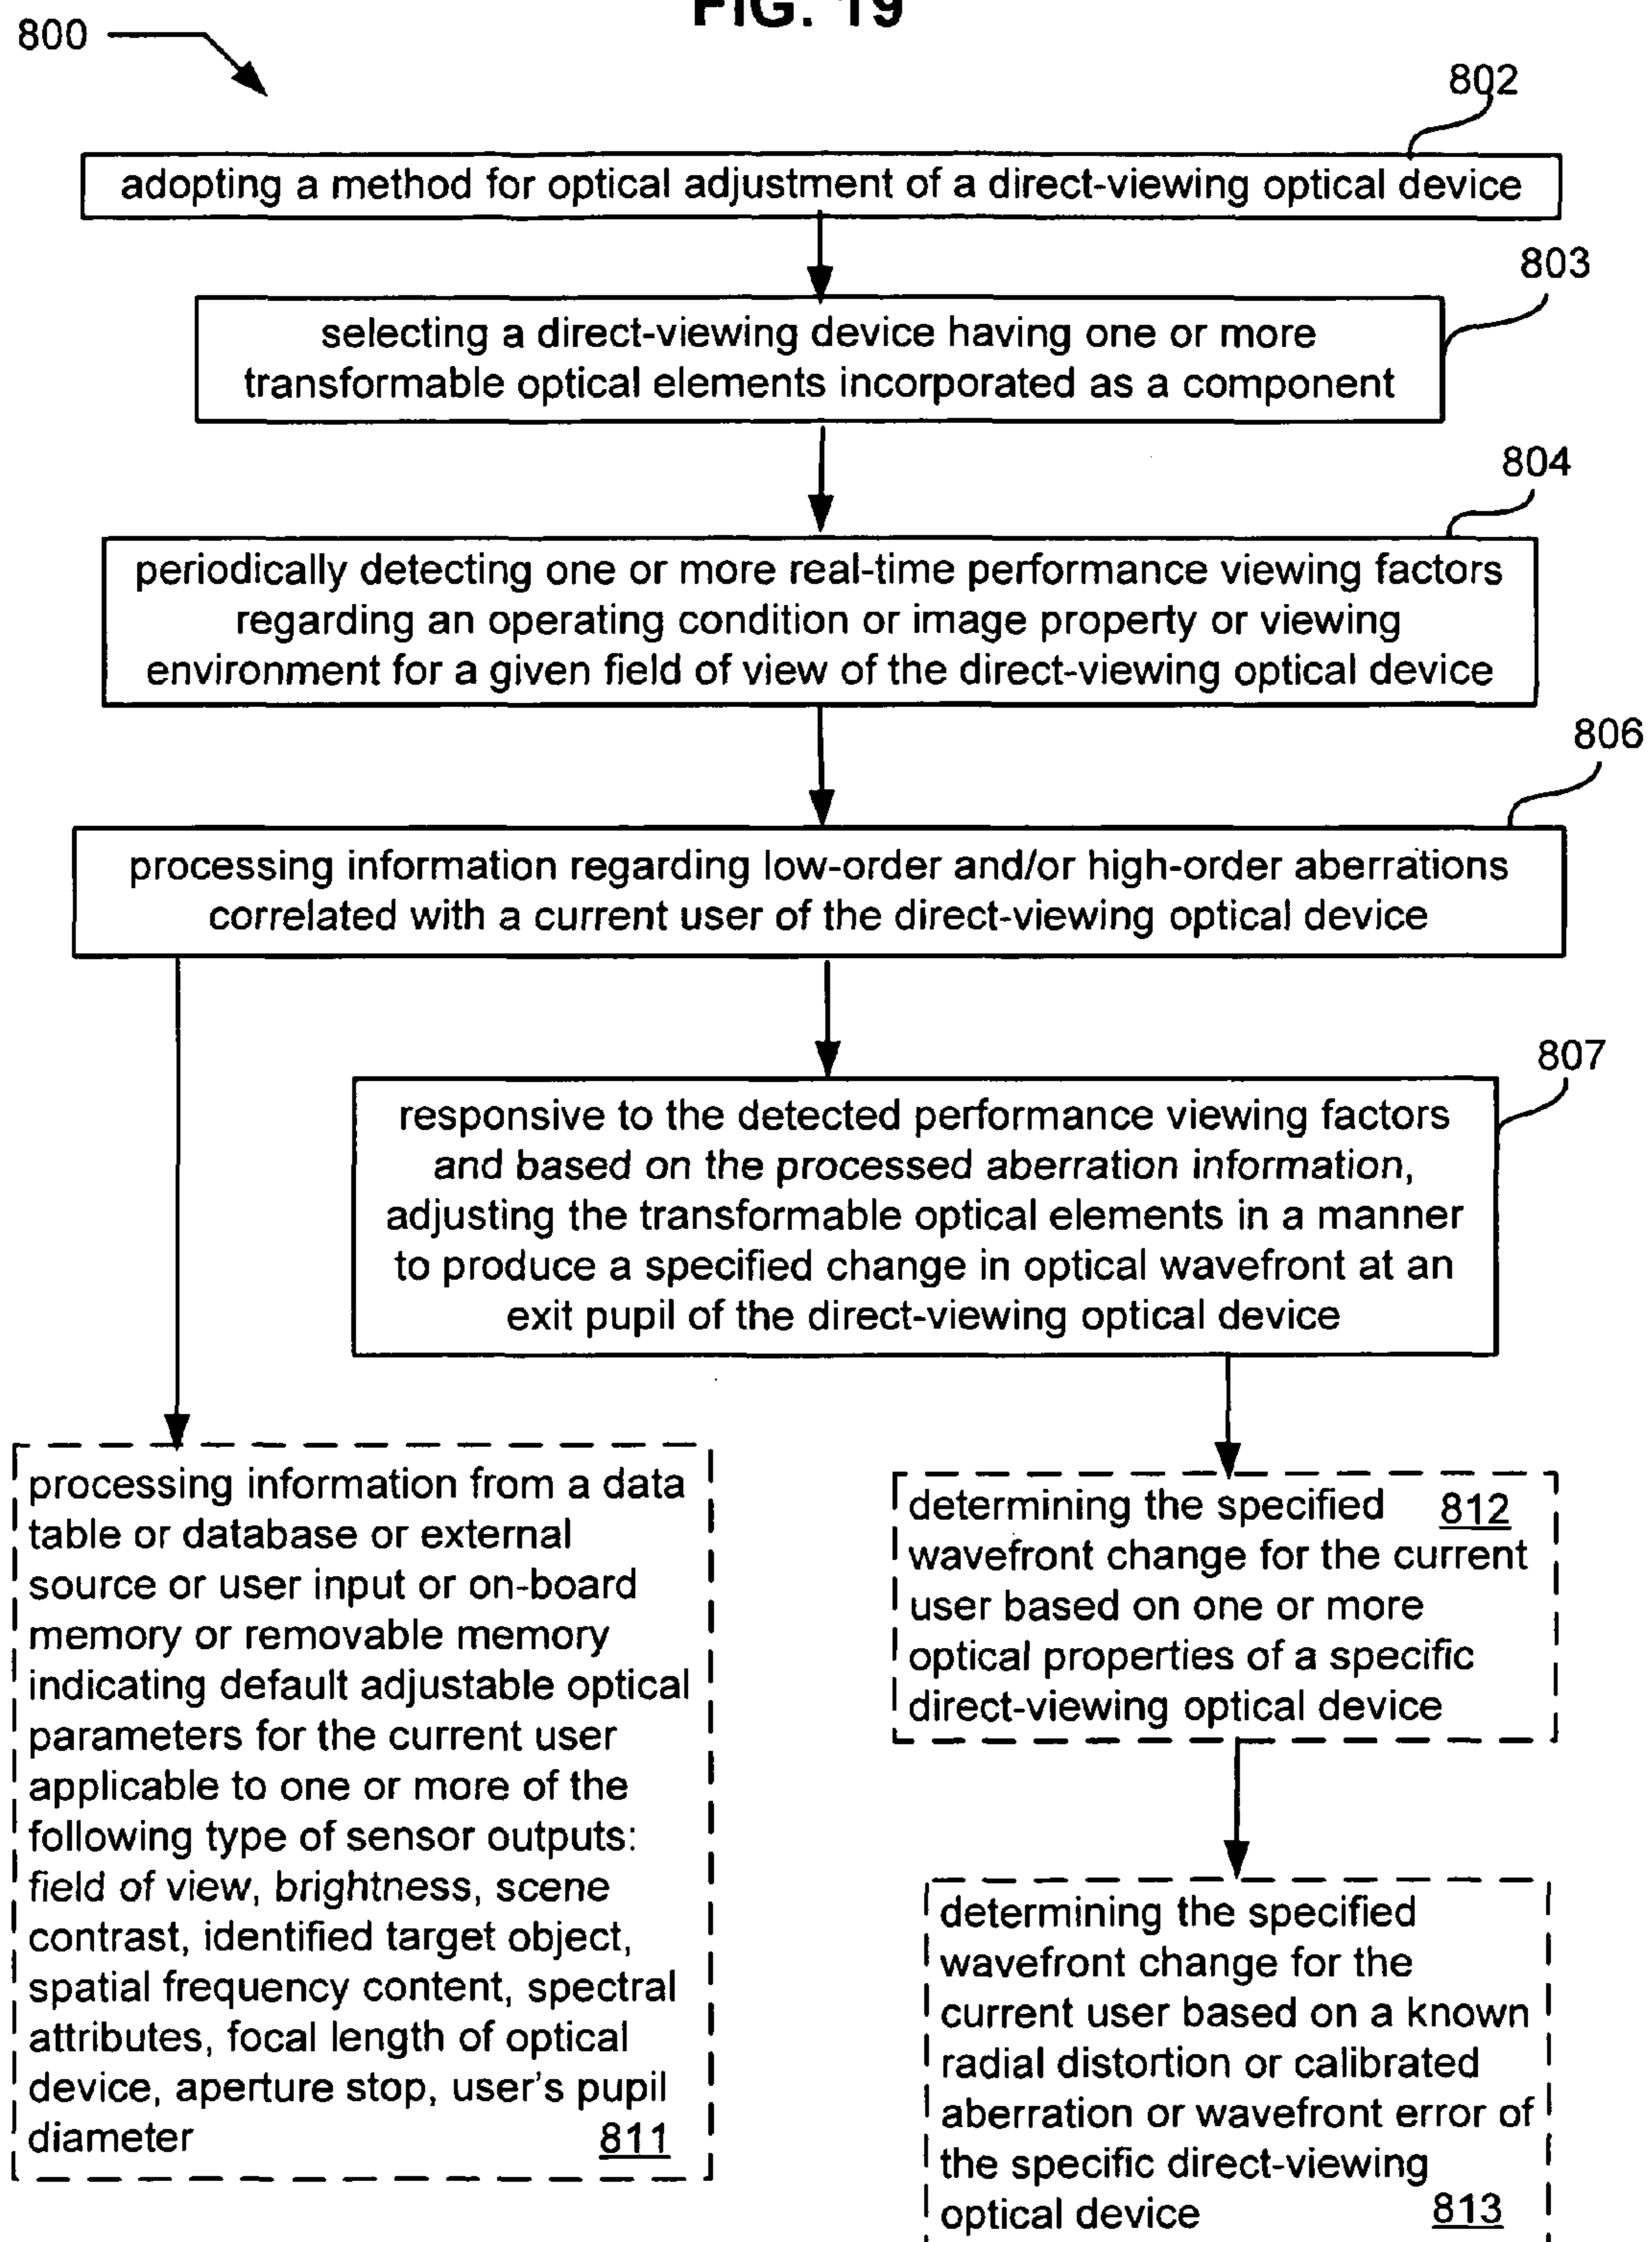 FIG. 19
800
802
adopting a method for optical adjustment of a direct-viewing optical device
803
selecting a direct-viewing device having one or more
transformable optical elements incorporated as a component
804
periodically detecting one or more real-time performance viewing factors
regarding an operating condition or image property or viewing
environment for a given field of view of the direct-viewing optical device
806
processing information regarding low-order and/or high-order aberrations
correlated with a current user of the direct-viewing optical device
807
responsive to the detected performance viewing factors
and based on the processed aberration information,
adjusting the transformable optical elements in a manner
to produce a specified change in optical wavefront at an
exit pupil of the direct-viewing optical device
processing information from a data
table or database or external
source or user input or on-board
memory or removable memory
indicating default adjustable optical
parameters for the current user
applicable to one or more of the
following type of sensor outputs:
field of view, brightness, scene
contrast, identified target object,
spatial frequency content, spectral
attributes, focal length of optical
device, aperture stop, user's pupil
diameter 811
determining the specified 812
wavefront change for the current
user based on one or more
optical properties of a specific
direct-viewing optical device
determining the specified
wavefront change for the
current user based on a known
radial distortion or calibrated
aberration or wavefront error of
the specific direct-viewing
optical device 813